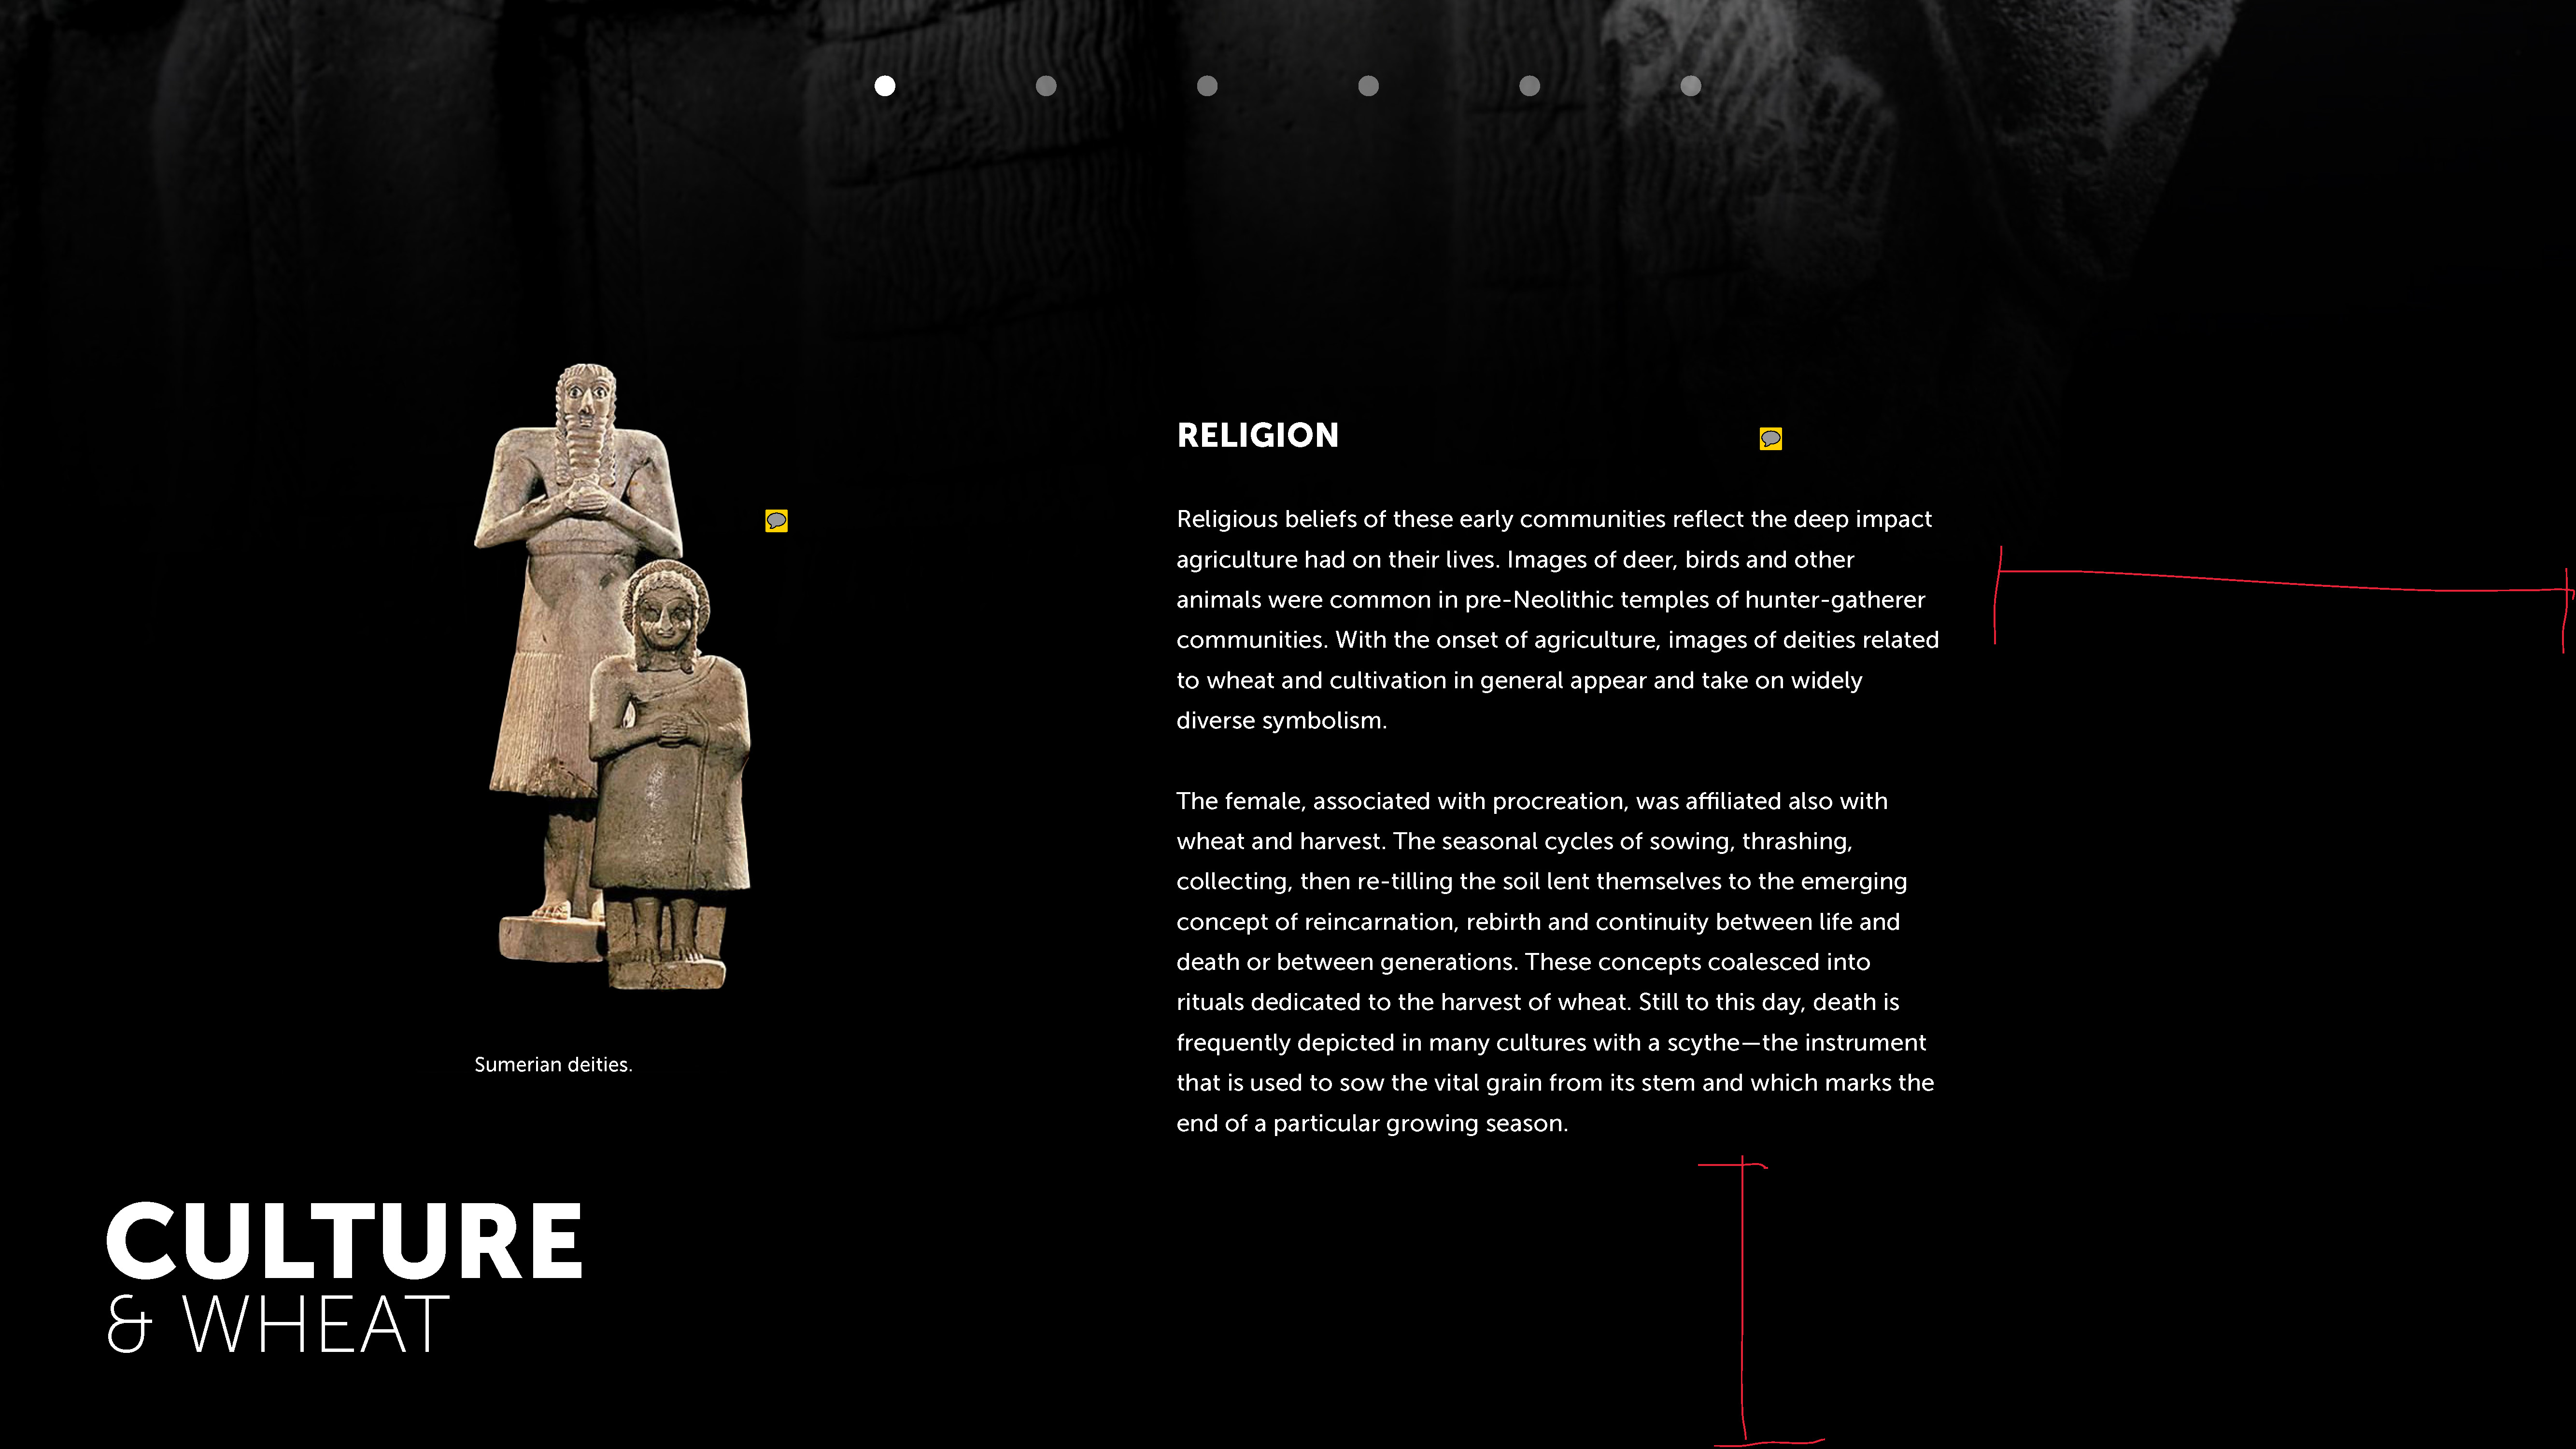 RELIGION
Religious beliefs of these early communities reflect the deep impact
agriculture had on their lives. Images of deer, birds and other
animals were common in pre-Neolithic temples of hunter-gatherer
communities. With the onset of agriculture, images of deities related
to wheat and cultivation in general appear and take on widely
diverse symbolism.
The female, associated with procreation, was affiliated also with
wheat and harvest. The seasonal cycles of sowing, thrashing,
collecting, then re-tilling the soil lent themselves to the emerging
concept of reincarnation, rebirth and continuity between life and
death or between generations. These concepts coalesced into
rituals dedicated to the harvest of wheat. Still to this day, death is
frequently depicted in many cultures with a scythe—the instrument
that is used to sow the vital grain from its stem and which marks the
end of a particular growing season.
Sumerian deities.
CULTURE
& WHEAT